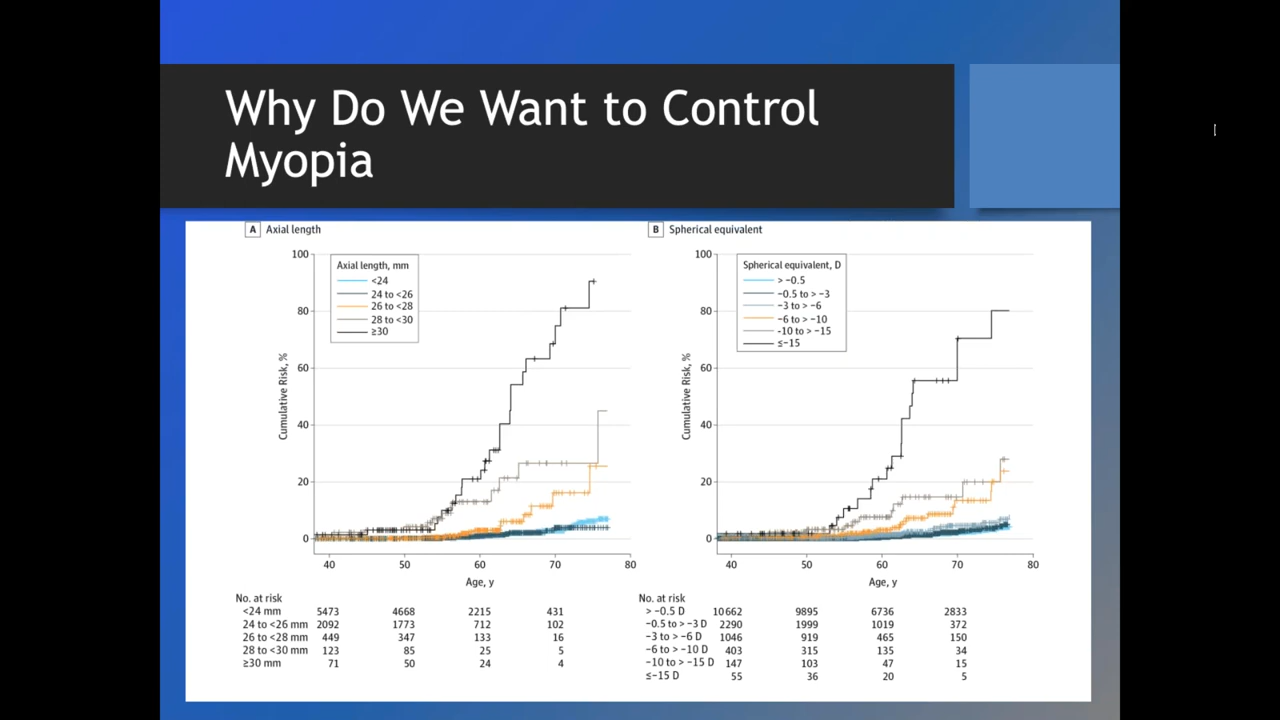 Why Do We Want to Control
Myopia
A Axial length
100
80
60
40
20
0
Cumulative Risk, %
Axial length, mm
<24
24 to <26
26 to <28
28 to <30
≥30
40 50 60 70 80
Age, y
No. at risk
<24 mm 5473 4668 2215 431
24 to <26 mm 2092 1773 712 102
26 to <28 mm 449 347 133 16
28 to <30 mm 123 85 25 5
≥30 mm 71 50 24 4
B Spherical equivalent
100
80
60
40
20
0
Cumulative Risk, %
Spherical equivalent, D
> −0.5
−0.5 to > −3
−3 to > −6
−6 to > −10
-10 to > −15
≤−15
40 50 60 70 80
Age, y
No. at risk
> −0.5 D 10662 9895 6736 2833
−0.5 to > −3 D 2290 1999 1019 372
−3 to > −6 D 1046 919 465 150
−6 to > −10 D 403 315 135 34
−10 to > −15 D 147 103 47 15
≤−15 D 55 36 20 5